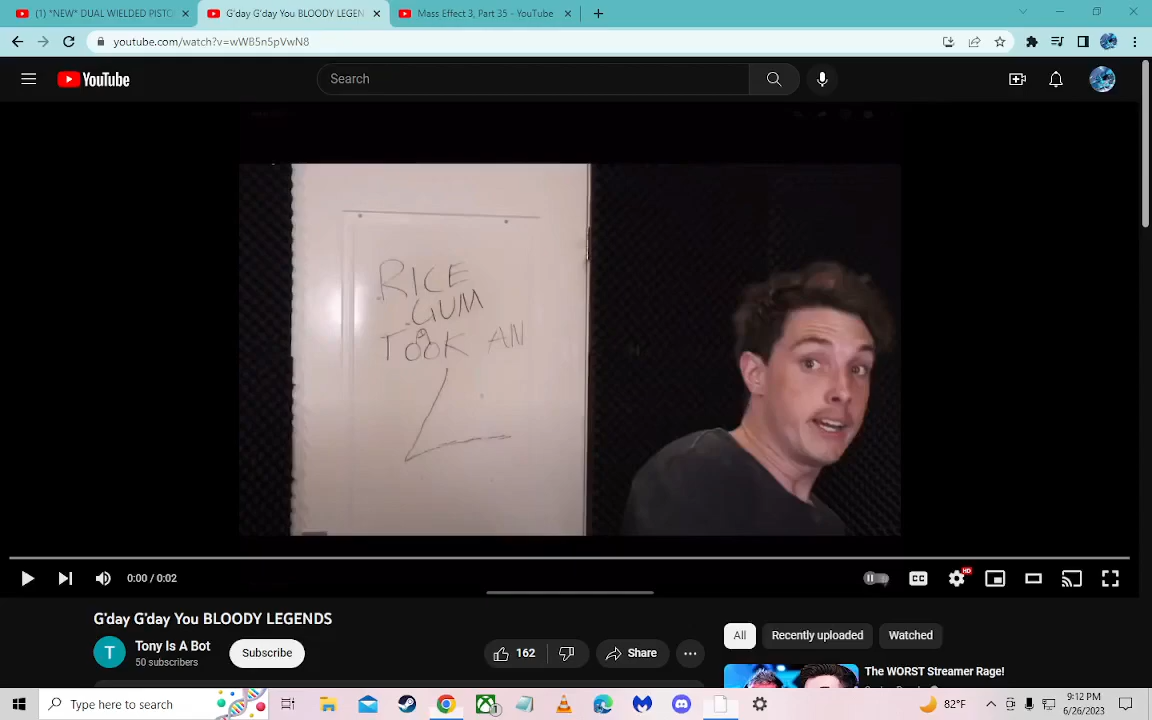 (1) *NEW* DUAL WIELDED PISTO
G'day G'day You BLOODY LEGEN
Mass Effect 3, Part 35 - YouTube
youtube.com/watch?v=wWB5n5pVwN8
YouTube
Search
RICE
GUM
TOOK AN
L
0:00 / 0:02
CC
HD
G'day G'day You BLOODY LEGENDS
T
Tony Is A Bot
50 subscribers
Subscribe
162
Share
All
Recently uploaded
Watched
The WORST Streamer Rage!
Type here to search
82°F
9:12 PM
6/26/2023